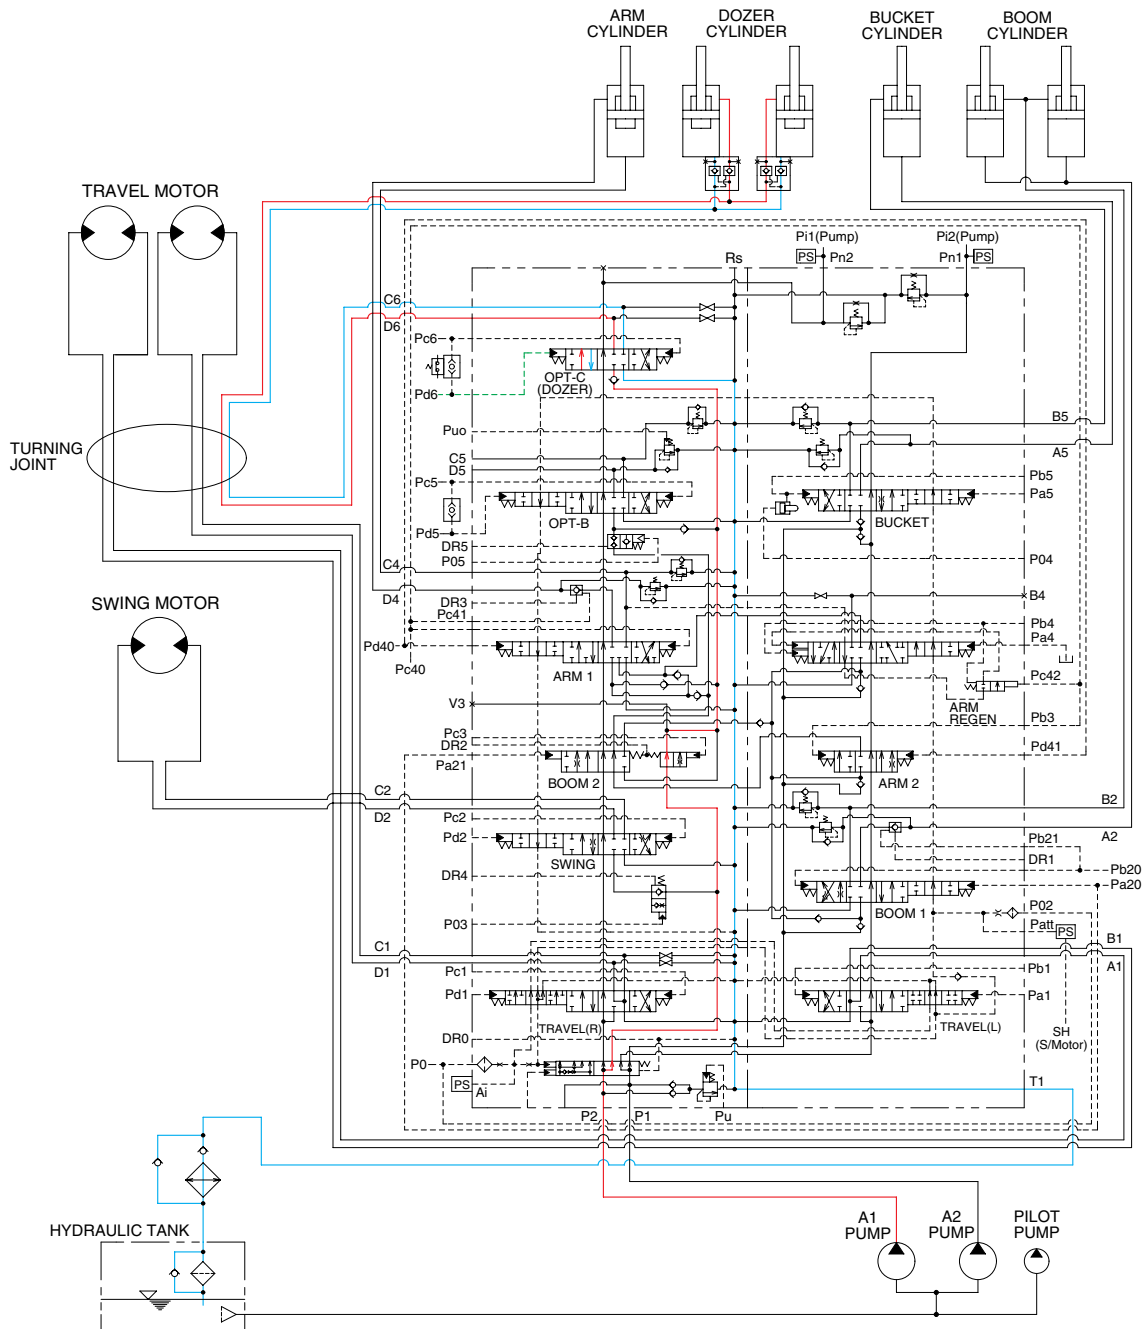 ARM
CYLINDER
DOZER
CYLINDER
BUCKET
CYLINDER
BOOM
CYLINDER
TRAVEL MOTOR
Pi1(Pump)
Pi2(Pump)
PS
Pn2
Rs
Pn1
PS
C6
D6
Pc6
OPT-C
(DOZER)
Pd6
Puo
B5
TURNING
JOINT
C5
D5
A5
Pc5
Pb5
Pa5
OPT-B
BUCKET
Pd5
DR5
P05
P04
C4
D4
B4
SWING MOTOR
DR3
Pc41
Pb4
Pa4
Pd40
Pc40
ARM 1
Pc42
ARM
REGEN
V3
Pb3
Pc3
DR2
Pa21
Pd41
BOOM 2
ARM 2
C2
D2
B2
Pc2
Pd2
A2
Pb21
SWING
DR1
DR4
Pb20
Pa20
BOOM 1
P03
P02
Patt
PS
C1
D1
B1
A1
Pc1
Pb1
Pd1
Pa1
TRAVEL(R)
TRAVEL(L)
SH
(S/Motor)
DR0
P0
PS
Ai
T1
P2
P1
Pu
HYDRAULIC TANK
A1
PUMP
A2
PUMP
PILOT
PUMP